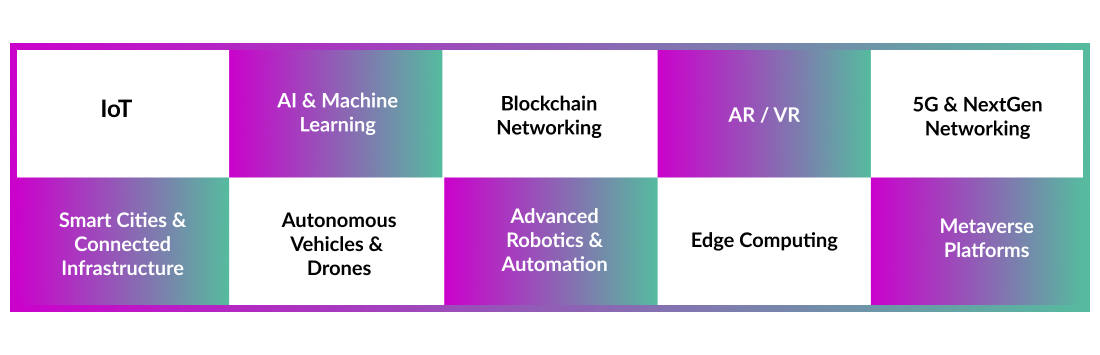 IoT
AI & Machine
Learning
Blockchain
Networking
AR / VR
5G & NextGen
Networking
Smart Cities &
Connected
Infrastructure
Autonomous
Vehicles &
Drones
Advanced
Robotics &
Automation
Edge Computing
Metaverse
Platforms